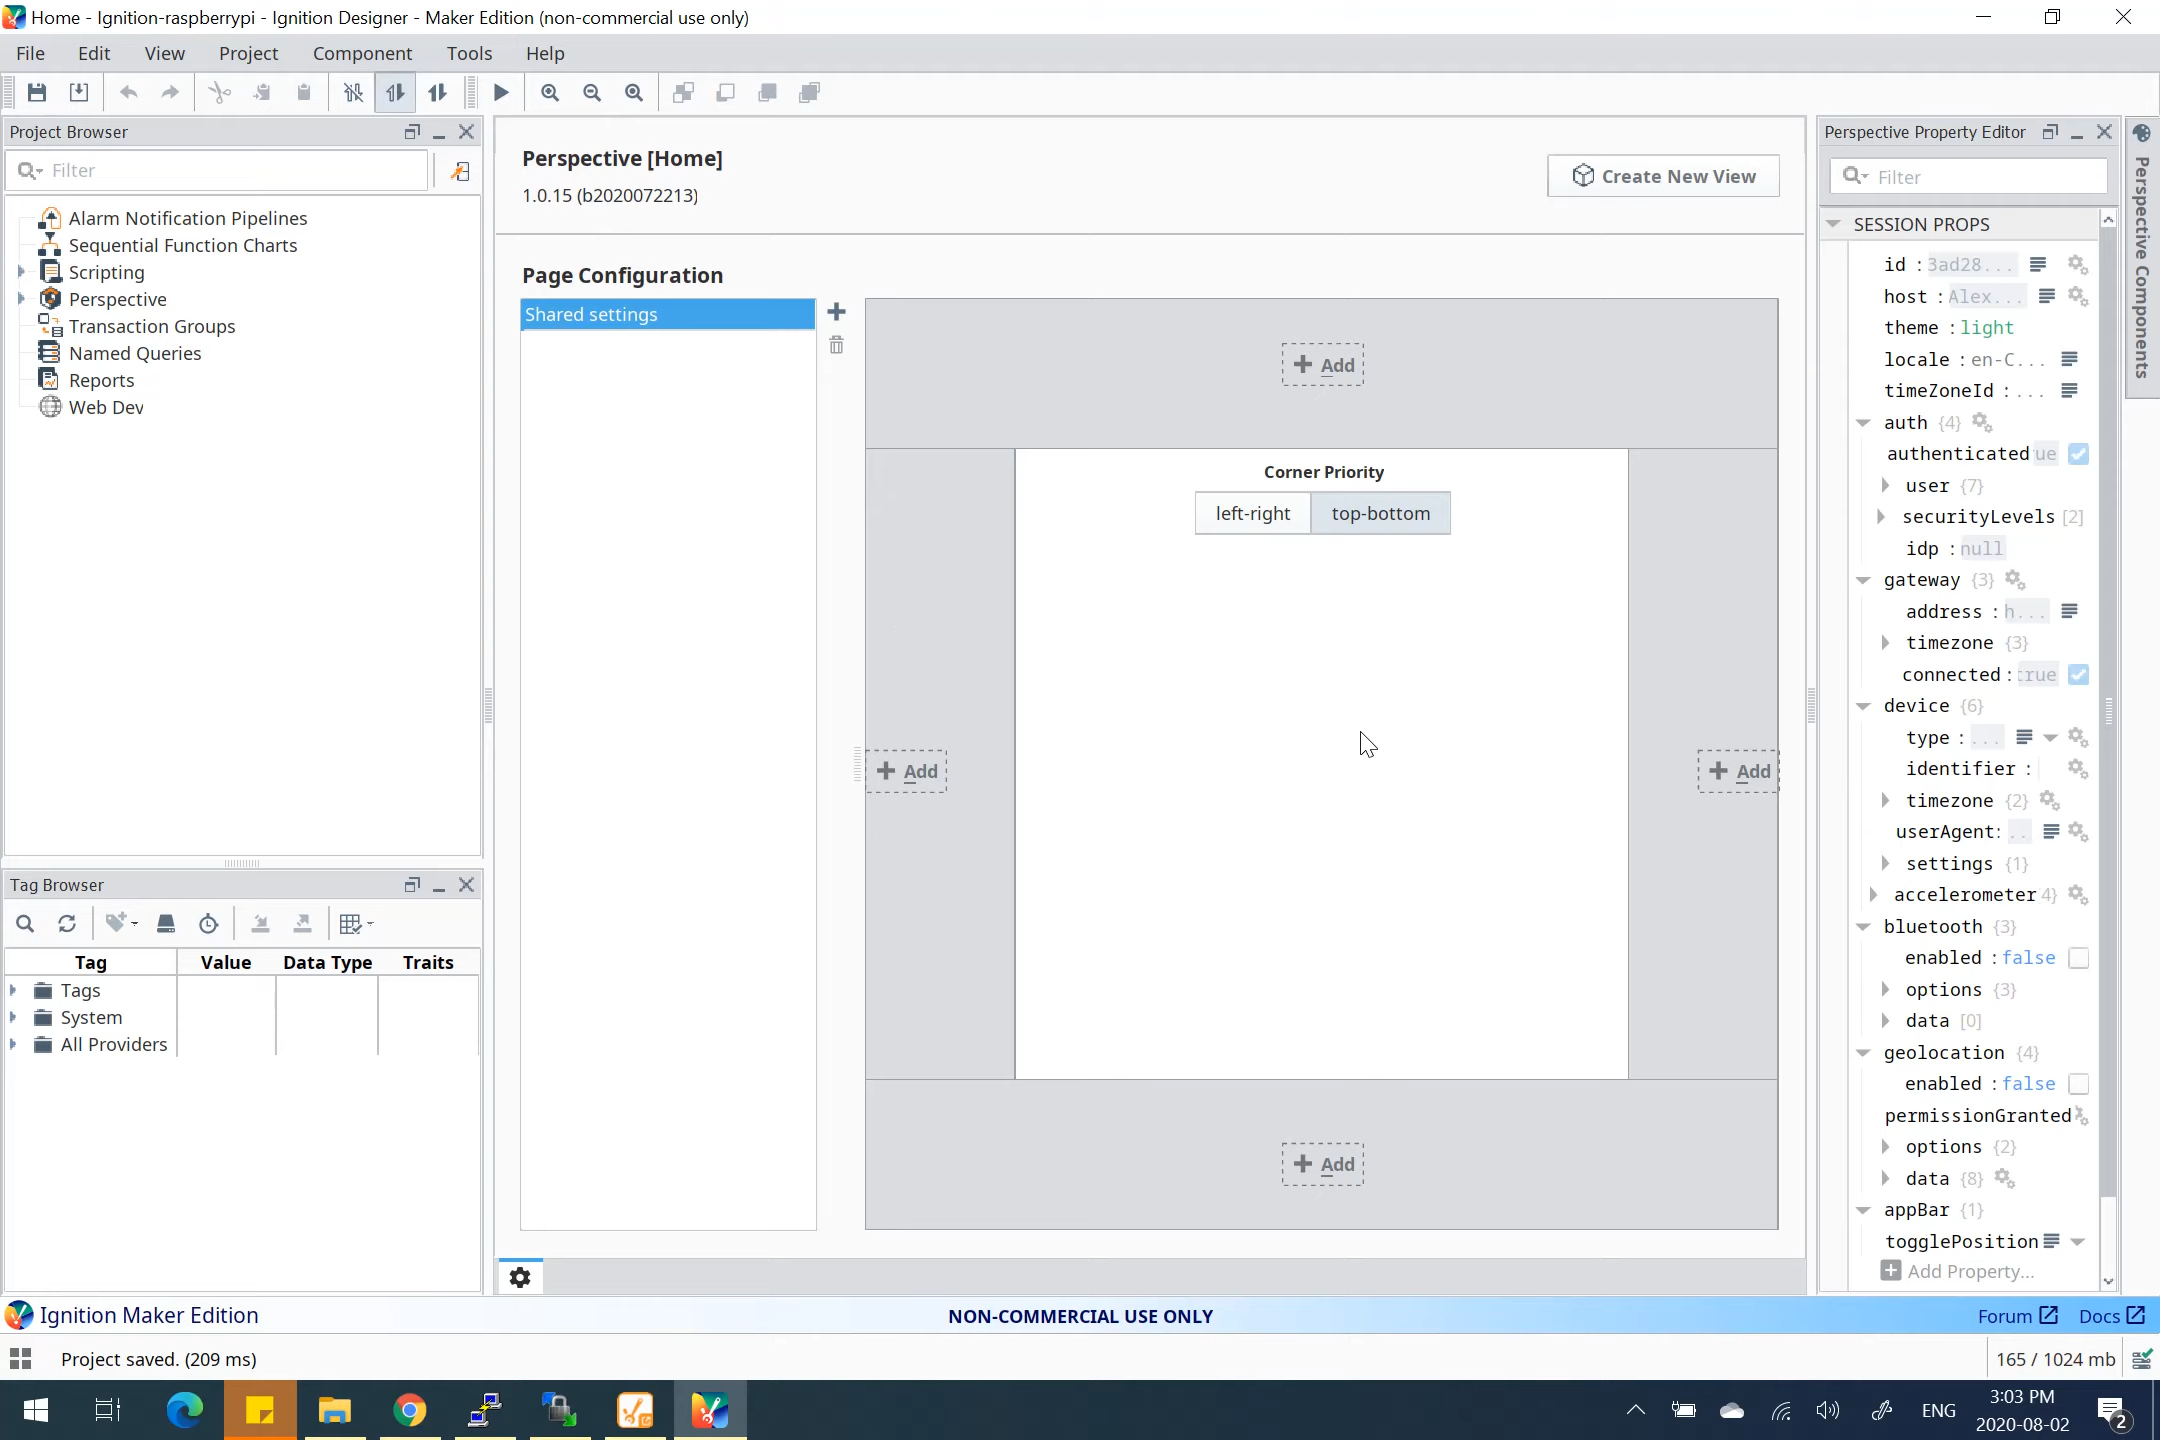 Home - Ignition-raspberrypi - Ignition Designer - Maker Edition (non-commercial use only)
File Edit View Project Component Tools Help
Project Browser
Filter
Alarm Notification Pipelines
Sequential Function Charts
Scripting
Perspective
Transaction Groups
Named Queries
Reports
Web Dev
Tag Browser
Tag Value Data Type Traits
Tags
System
All Providers
Perspective [Home]
1.0.15 (b2020072213)
Create New View
Page Configuration
Shared settings
Add
Corner Priority
left-right top-bottom
Add
Add
Add
Perspective Property Editor
Filter
SESSION PROPS
id : 3ad28...
host : Alex...
theme : light
locale : en-C...
timeZoneId : ...
auth {4}
authenticated ue
user {7}
securityLevels [2]
idp : null
gateway {3}
address : h...
timezone {3}
connected : true
device {6}
type : ...
identifier :
timezone {2}
userAgent: ..
settings {1}
accelerometer 4}
bluetooth {3}
enabled : false
options {3}
data [0]
geolocation {4}
enabled : false
permissionGranted
options {2}
data {8}
appBar {1}
togglePosition
Add Property...
Perspective Components
Ignition Maker Edition
NON-COMMERCIAL USE ONLY
Forum Docs
Project saved. (209 ms)
165 / 1024 mb
ENG
3:03 PM
2020-08-02
2